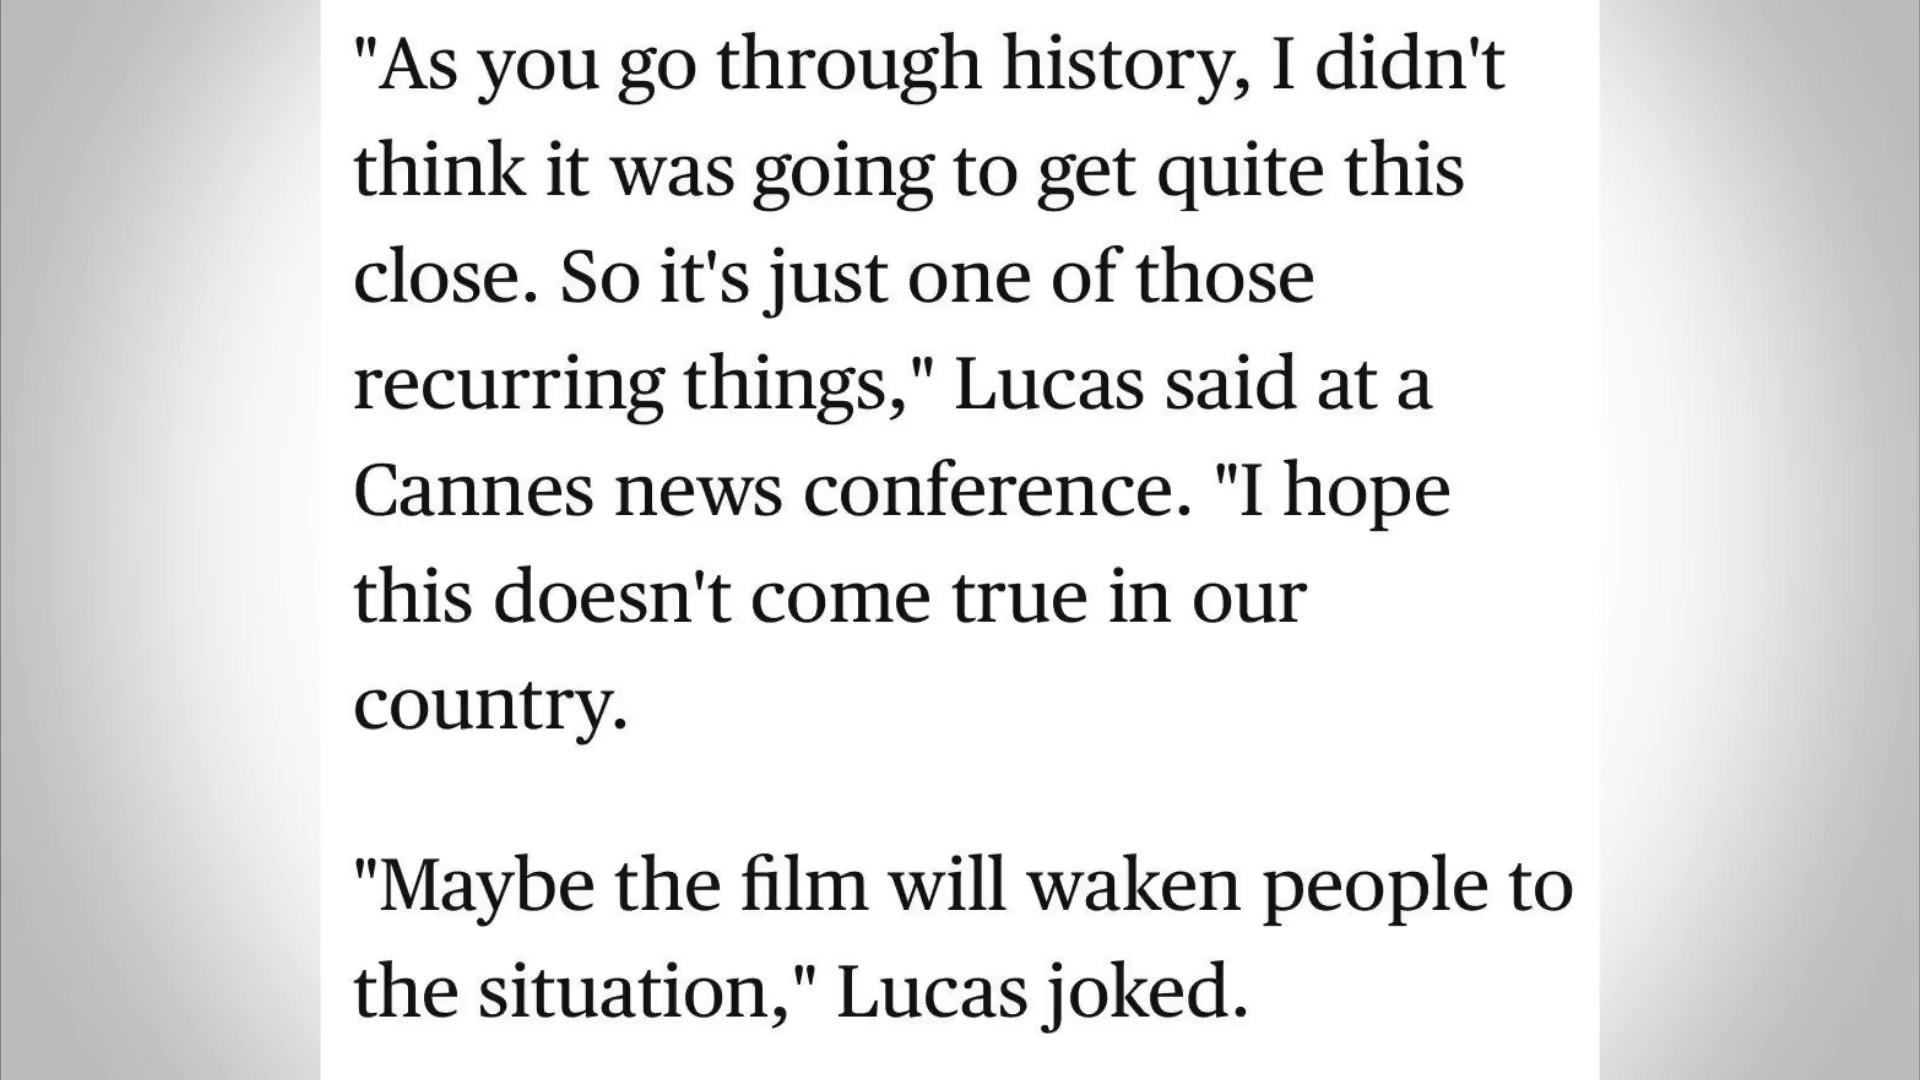 "As you go through history, I didn't
think it was going to get quite this
close. So it's just one of those
recurring things," Lucas said at a
Cannes news conference. "I hope
this doesn't come true in our
country.
"Maybe the film will waken people to
the situation," Lucas joked.